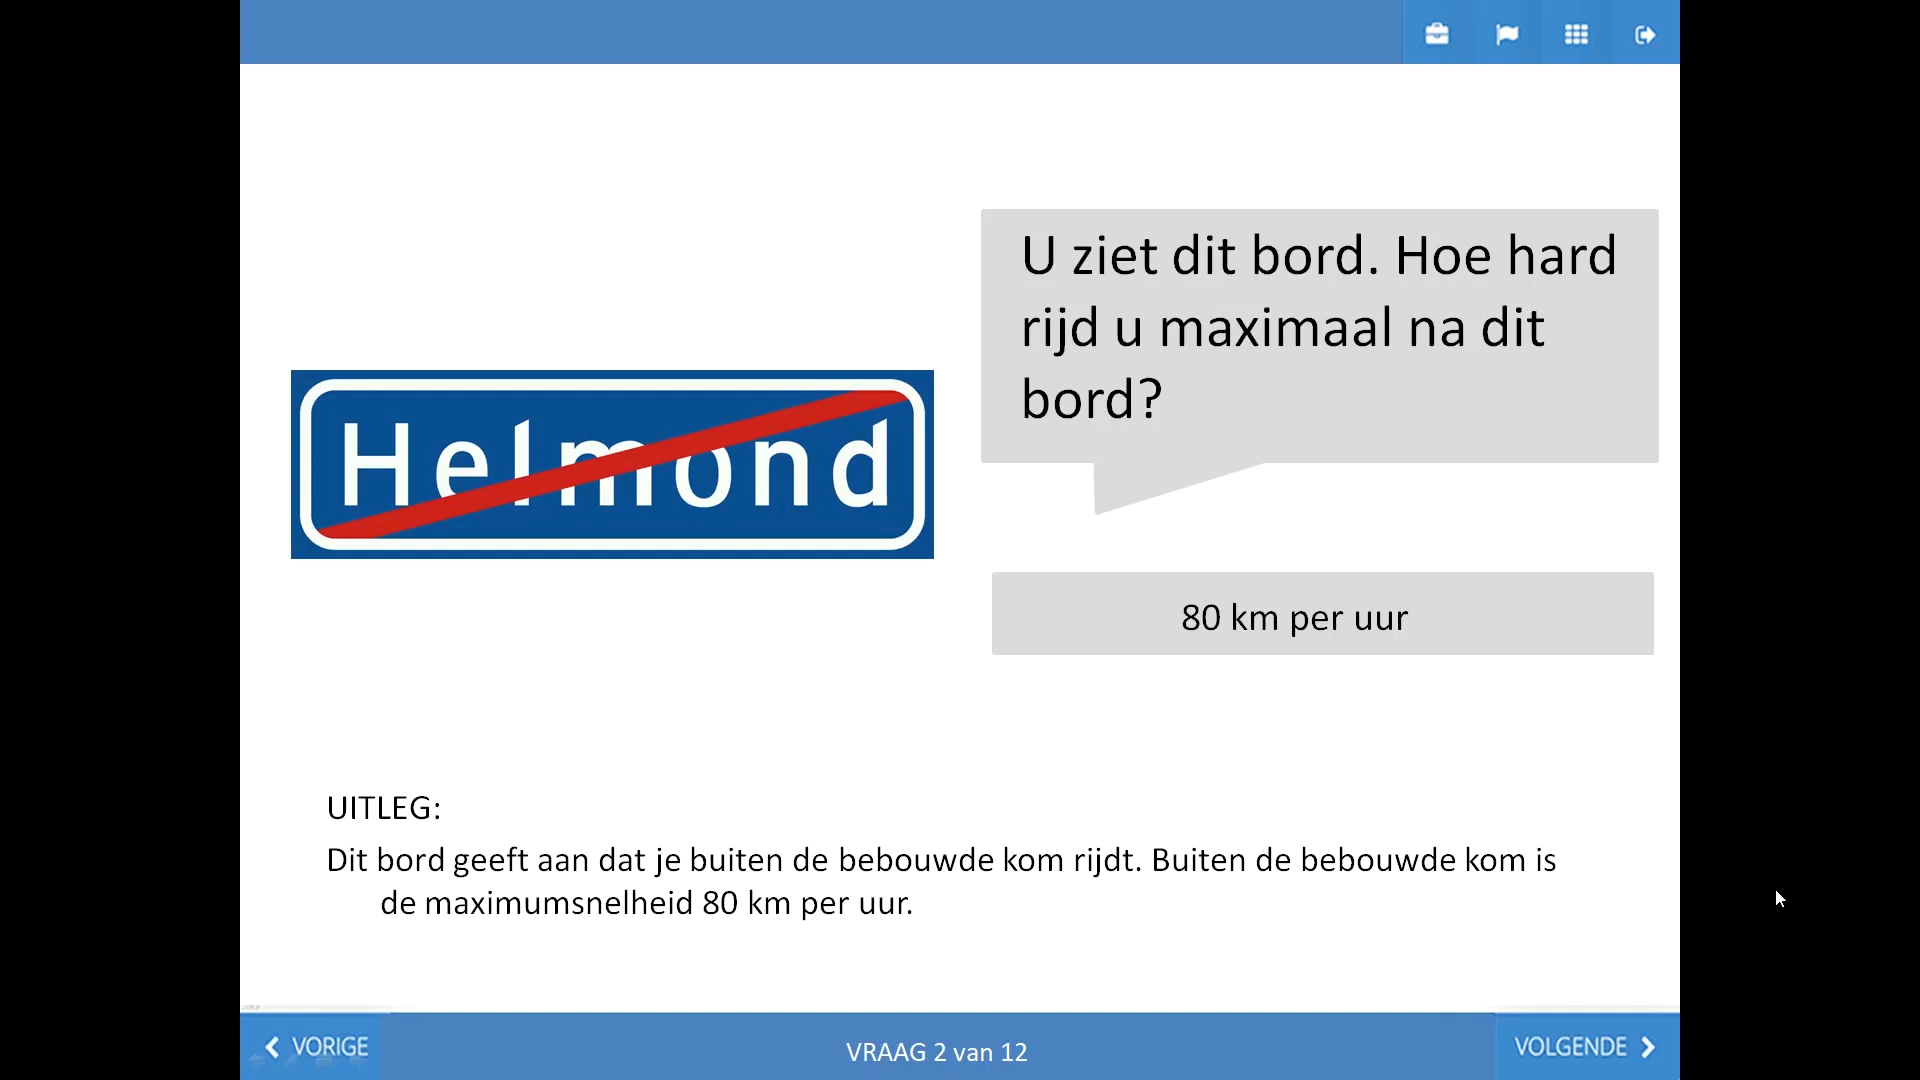 U ziet dit bord. Hoe hard
rijd u maximaal na dit
bord?
Helmond
80 km per uur
UITLEG:
Dit bord geeft aan dat je buiten de bebouwde kom rijdt. Buiten de bebouwde kom is
de maximumsnelheid 80 km per uur.
VORIGE
VRAAG 2 van 12
VOLGENDE